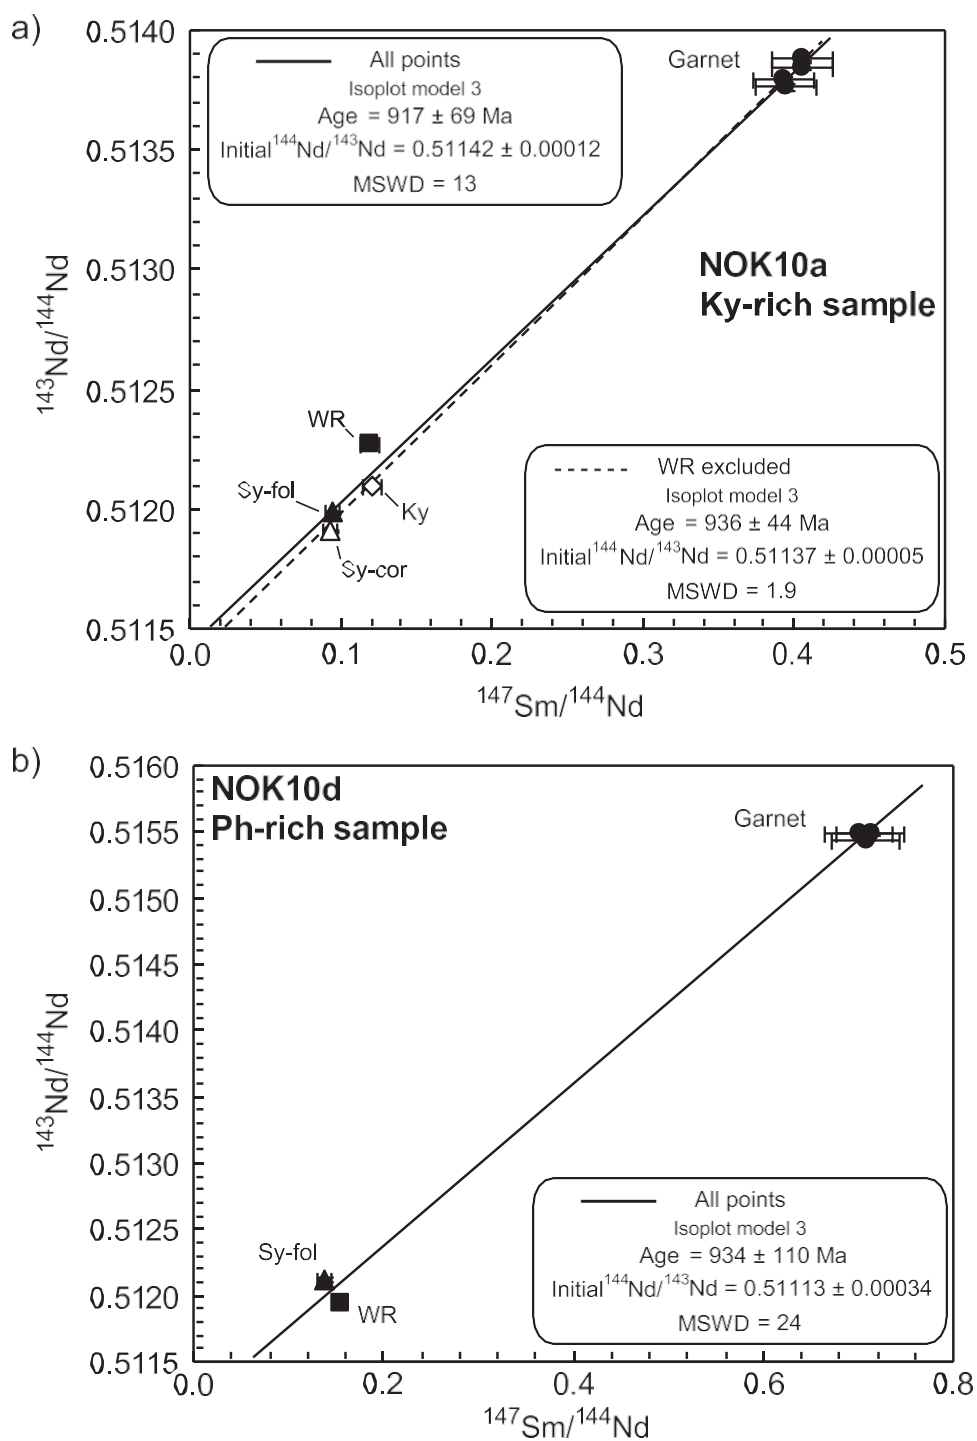 a)
0.5140
0.5135
0.5130
0.5125
0.5120
0.5115
143Nd/144Nd
All points
Isoplot model 3
Age = 917 ± 69 Ma
Initial144Nd/143Nd = 0.51142 ± 0.00012
MSWD = 13
Garnet
NOK10a
Ky-rich sample
WR
Sy-fol
Ky
Sy-cor
WR excluded
Isoplot model 3
Age = 936 ± 44 Ma
Initial144Nd/143Nd = 0.51137 ± 0.00005
MSWD = 1.9
0.0 0.1 0.2 0.3 0.4 0.5
147Sm/144Nd
b)
0.5160
0.5155
0.5150
0.5145
0.5140
0.5135
0.5130
0.5125
0.5120
0.5115
143Nd/144Nd
NOK10d
Ph-rich sample
Garnet
Sy-fol
WR
All points
Isoplot model 3
Age = 934 ± 110 Ma
Initial144Nd/143Nd = 0.51113 ± 0.00034
MSWD = 24
0.0 0.2 0.4 0.6 0.8
147Sm/144Nd